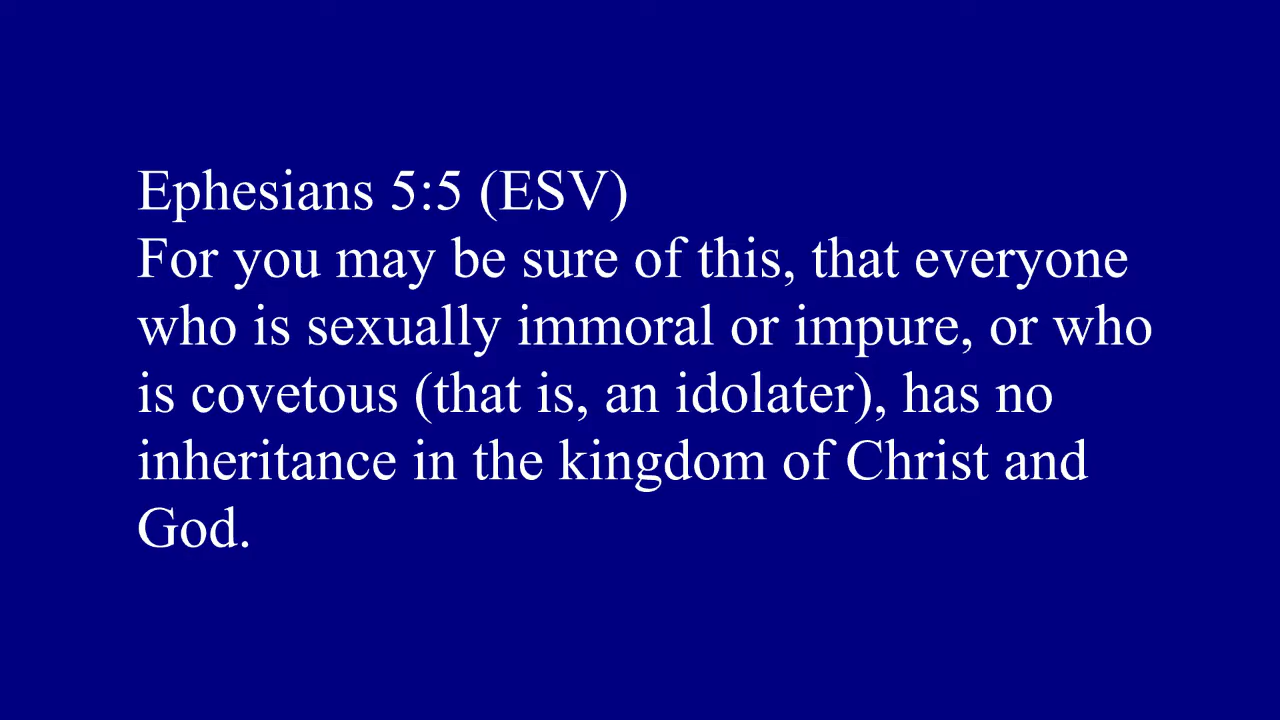 Ephesians 5:5 (ESV)
For you may be sure of this, that everyone
who is sexually immoral or impure, or who
is covetous (that is, an idolater), has no
inheritance in the kingdom of Christ and
God.